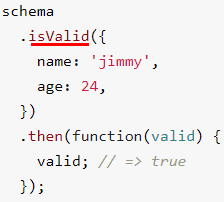 schema
.isValid({
name: 'jimmy',
age: 24,
})
.then(function(valid) {
valid; // => true
});